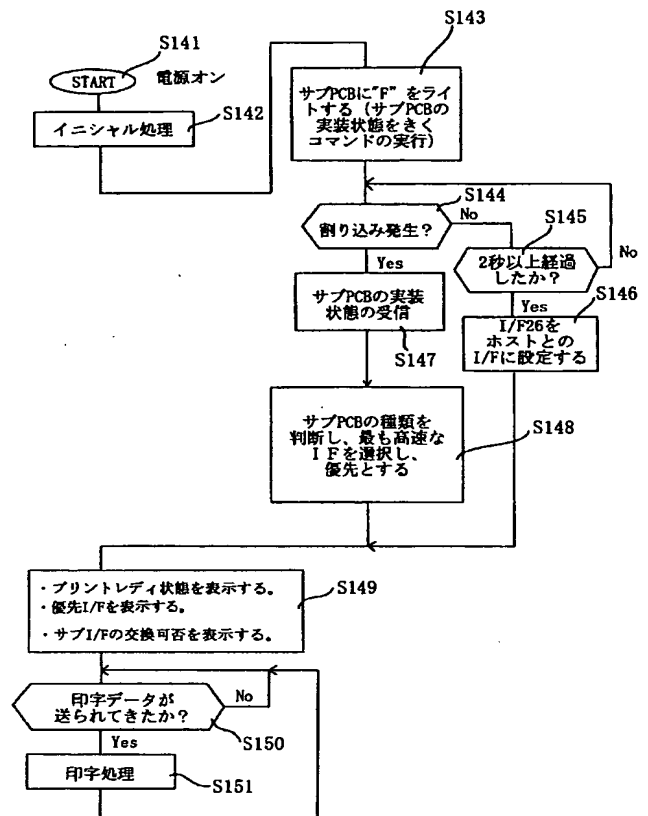 S141
START
電源オン
S142
イニシャル処理
S143
サブPCBに"F"をライ
トする（サブPCBの
実装状態をきく
コマンドの実行）
S144
割り込み発生？
No
Yes
S145
2秒以上経過
したか？
No
Yes
S146
I/F26を
ホストとの
I/Fに設定する
サブPCBの実装
状態の受信
S147
サブPCBの種類を
判断し、最も高速な
IFを選択し、
優先とする
S148
・プリントレディ状態を表示する。
・優先I/Fを表示する。
・サブI/Fの交換可否を表示する。
S149
印字データが
送られてきたか？
No
S150
Yes
印字処理
S151